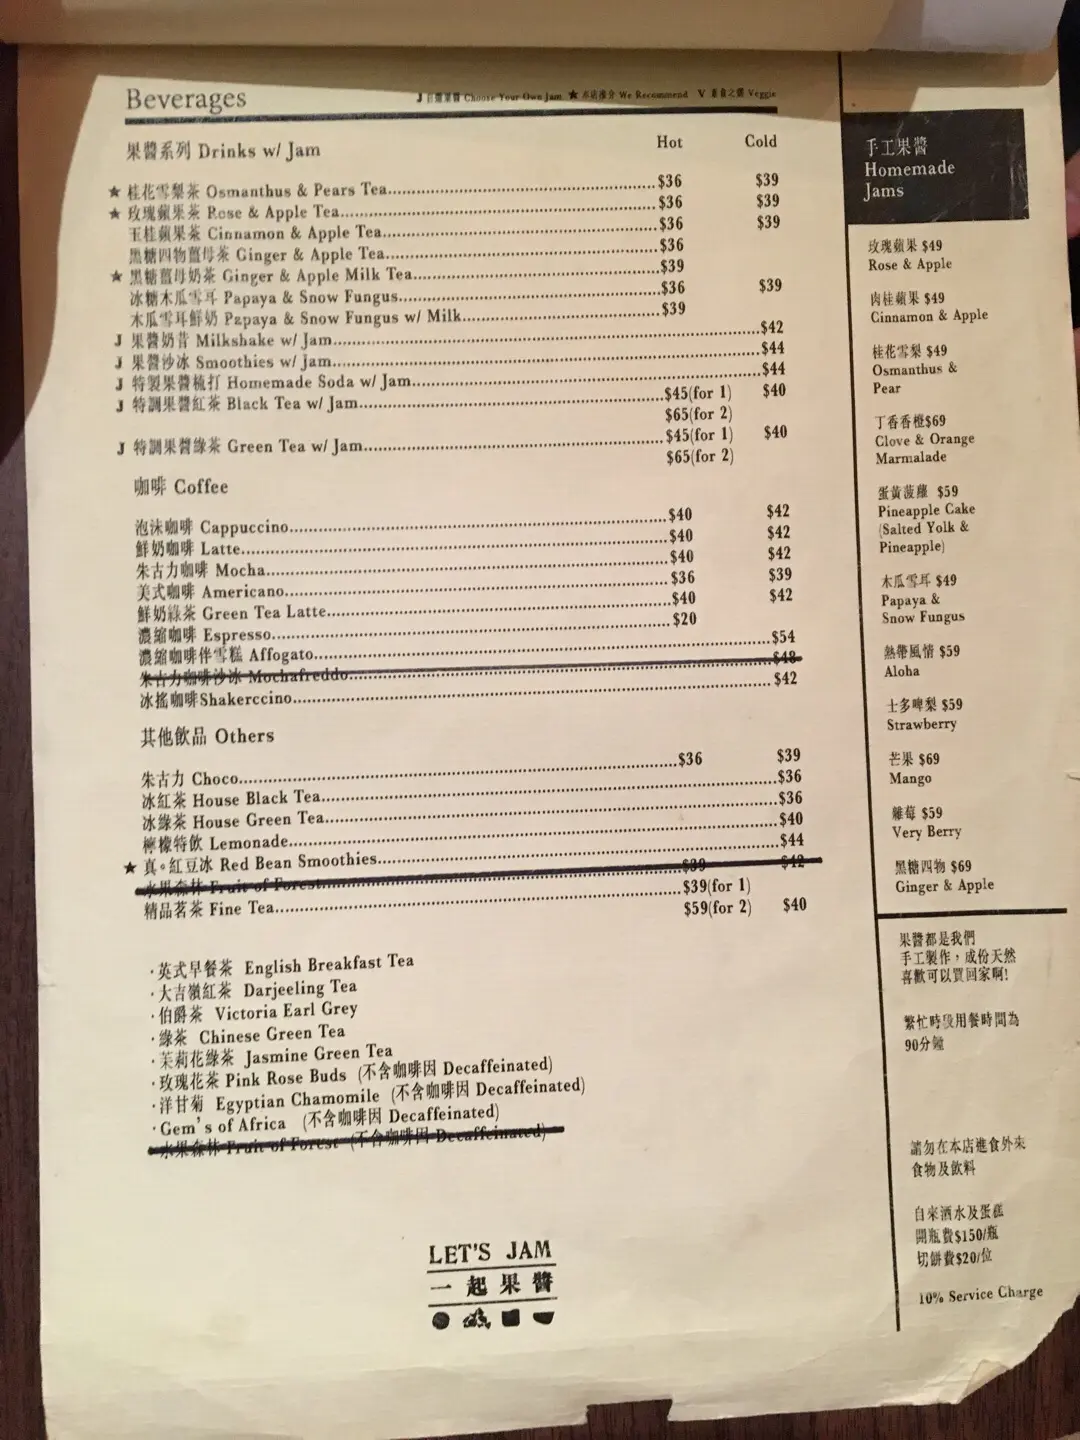 Beverages
J 自選果醬 Choose Your Own Jam ★ 本店推介 We Recommend V 素食之選 Veggie
果醬系列 Drinks w/ Jam Hot Cold
★ 桂花雪梨茶 Osmanthus & Pears Tea $36 $39
★ 玫瑰蘋果茶 Rose & Apple Tea $36 $39
玉桂蘋果茶 Cinnamon & Apple Tea $36 $39
黑糖四物薑母茶 Ginger & Apple Tea $36
★ 黑糖薑母奶茶 Ginger & Apple Milk Tea $39
冰糖木瓜雪耳 Papaya & Snow Fungus $36 $39
木瓜雪耳鮮奶 Papaya & Snow Fungus w/ Milk $39
J 果醬奶昔 Milkshake w/ Jam $42
J 果醬沙冰 Smoothies w/ Jam $44
J 特製果醬梳打 Homemade Soda w/ Jam $44
J 特調果醬紅茶 Black Tea w/ Jam $45(for 1) $40
$65(for 2)
J 特調果醬綠茶 Green Tea w/ Jam $45(for 1) $40
$65(for 2)
咖啡 Coffee
泡沫咖啡 Cappuccino $40 $42
鮮奶咖啡 Latte $40 $42
朱古力咖啡 Mocha $40 $42
美式咖啡 Americano $36 $39
鮮奶綠茶 Green Tea Latte $40 $42
濃縮咖啡 Espresso $20
濃縮咖啡伴雪糕 Affogato $54
朱古力咖啡沙冰 Mochafreddo $48
冰搖咖啡Shakerccino $42
其他飲品 Others
朱古力 Choco $36 $39
冰紅茶 House Black Tea $36
冰綠茶 House Green Tea $36
檸檬特飲 Lemonade $40
★ 真。紅豆冰 Red Bean Smoothies $44
水果森林 Fruit of Forest $39 $42
精品茗茶 Fine Tea $39(for 1)
$59(for 2) $40
·英式早餐茶 English Breakfast Tea
·大吉嶺紅茶 Darjeeling Tea
·伯爵茶 Victoria Earl Grey
·綠茶 Chinese Green Tea
·茉莉花綠茶 Jasmine Green Tea
·玫瑰花茶 Pink Rose Buds (不含咖啡因 Decaffeinated)
·洋甘菊 Egyptian Chamomile (不含咖啡因 Decaffeinated)
·Gem's of Africa (不含咖啡因 Decaffeinated)
·水果森林 Fruit of Forest (不含咖啡因 Decaffeinated)
LET'S JAM
一起果醬
手工果醬
Homemade
Jams
玫瑰蘋果 $49
Rose & Apple
肉桂蘋果 $49
Cinnamon & Apple
桂花雪梨 $49
Osmanthus &
Pear
丁香香橙$69
Clove & Orange
Marmalade
蛋黃菠蘿 $59
Pineapple Cake
(Salted Yolk &
Pineapple)
木瓜雪耳 $49
Papaya &
Snow Fungus
熱帶風情 $59
Aloha
士多啤梨 $59
Strawberry
芒果 $69
Mango
雜莓 $59
Very Berry
黑糖四物 $69
Ginger & Apple
果醬都是我們
手工製作，成份天然
喜歡可以買回家啊!
繁忙時段用餐時間為
90分鐘
請勿在本店進食外來
食物及飲料
自來酒水及蛋糕
開瓶費$150/瓶
切餅費$20/位
10% Service Charge